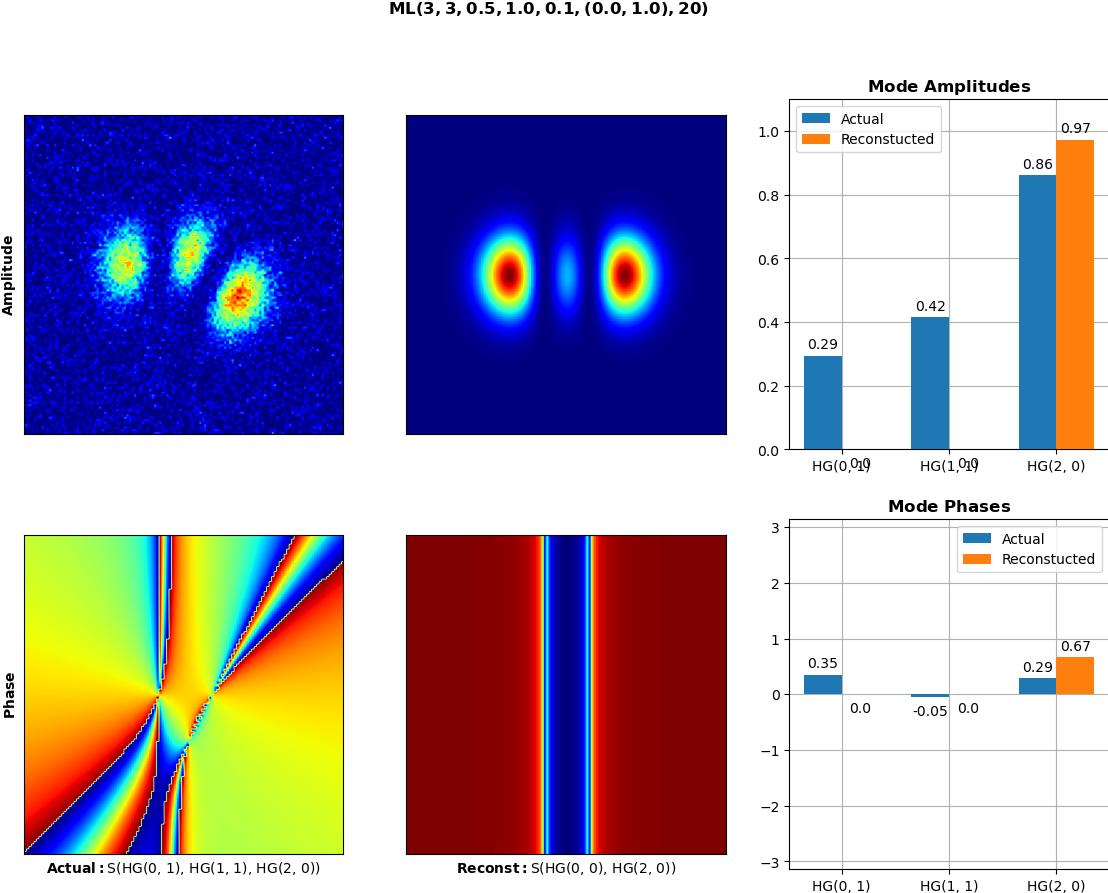 ML(3, 3, 0.5, 1.0, 0.1, (0.0, 1.0), 20)
Amplitude
Mode Amplitudes
Actual
Reconstucted
1.0
0.8
0.6
0.4
0.2
0.0
0.29
0.0
0.42
0.0
0.86
0.97
HG(0, 1)
HG(1, 1)
HG(2, 0)
Phase
Actual: S(HG(0, 1), HG(1, 1), HG(2, 0))
Reconst: S(HG(0, 0), HG(2, 0))
Mode Phases
Actual
Reconstucted
3
2
1
0
−1
−2
−3
0.35
0.0
-0.05
0.0
0.29
0.67
HG(0, 1)
HG(1, 1)
HG(2, 0)